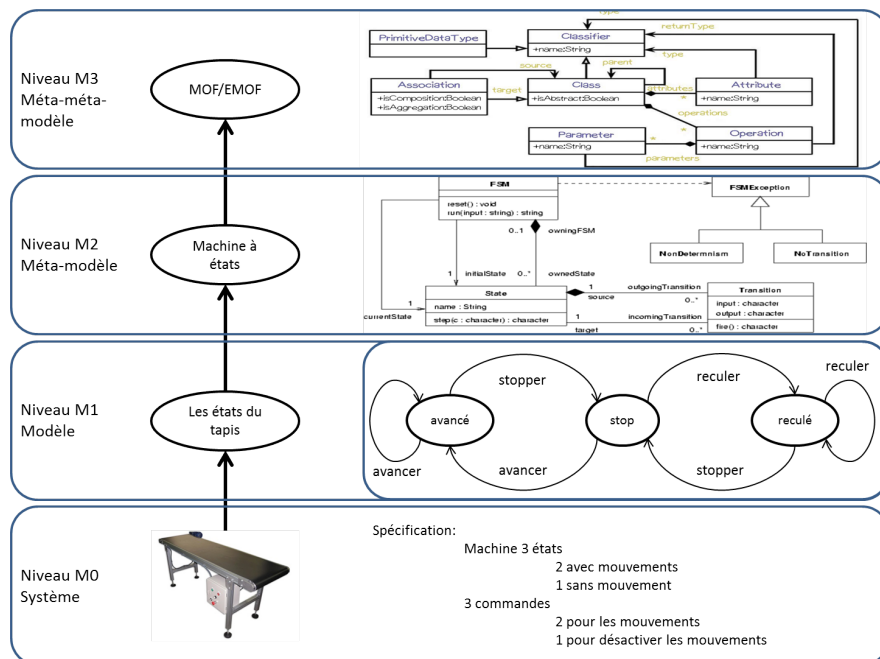 Niveau M3
Méta-méta-
modèle
MOF/EMOF
type
returnType
PrimitiveDataType
Classifier
+name:String
type
source
parent
Association
+isComposition:Boolean
+isAggregation:Boolean
target
Class
+isAbstract:Boolean
attributes
*
Attribute
+name:String
operations
*
Parameter
+name:String
*
Operation
+name:String
parameters
Niveau M2
Méta-modèle
Machine à
états
FSM
reset() : void
run(input : string) : string
FSMException
NonDetermnism
NoTransition
0..1
owningFSM
1
initialState
0..*
ownedState
State
name : String
step(c : character) : character
1
currentState
1
outgoingTransition
source
0..*
1
incomingTransition
target
0..*
Transition
input : character
output : character
fire() : character
Niveau M1
Modèle
Les états du
tapis
stopper
reculer
reculer
avancé
stop
reculé
avancer
avancer
stopper
Niveau M0
Système
Spécification:
Machine 3 états
2 avec mouvements
1 sans mouvement
3 commandes
2 pour les mouvements
1 pour désactiver les mouvements